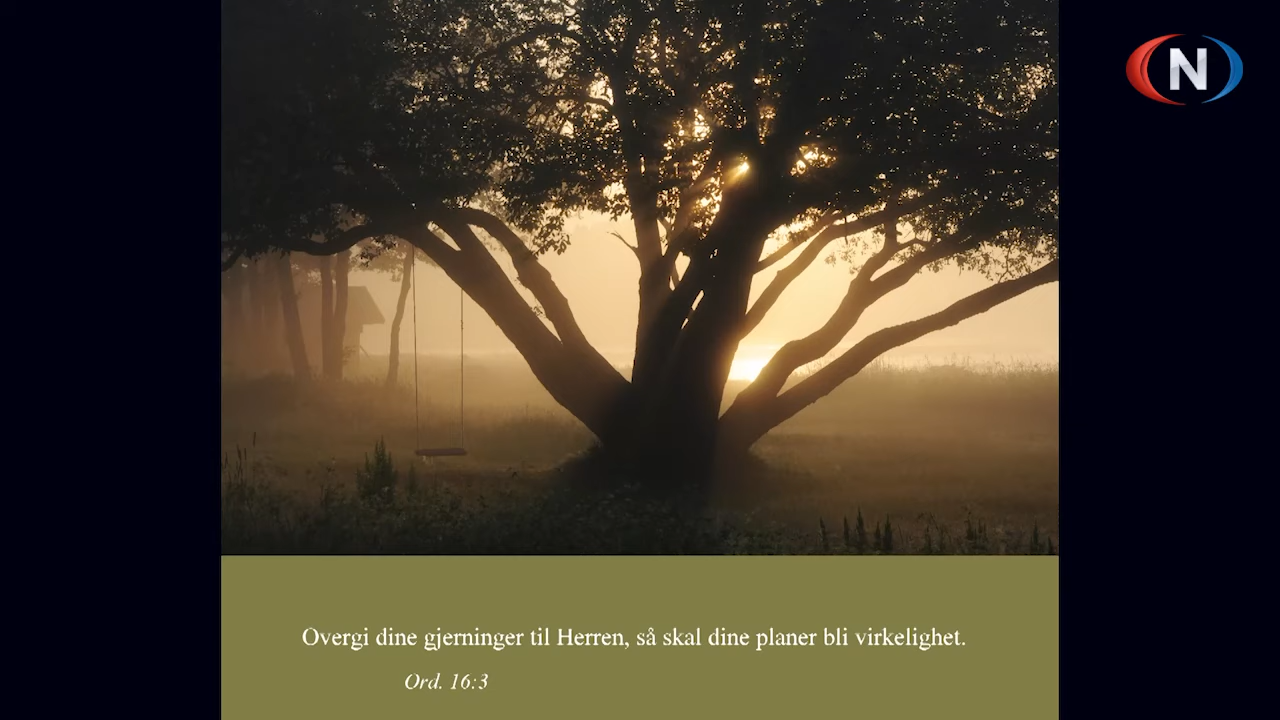 N
Overgi dine gjerninger til Herren, så skal dine planer bli virkelighet.
Ord. 16:3